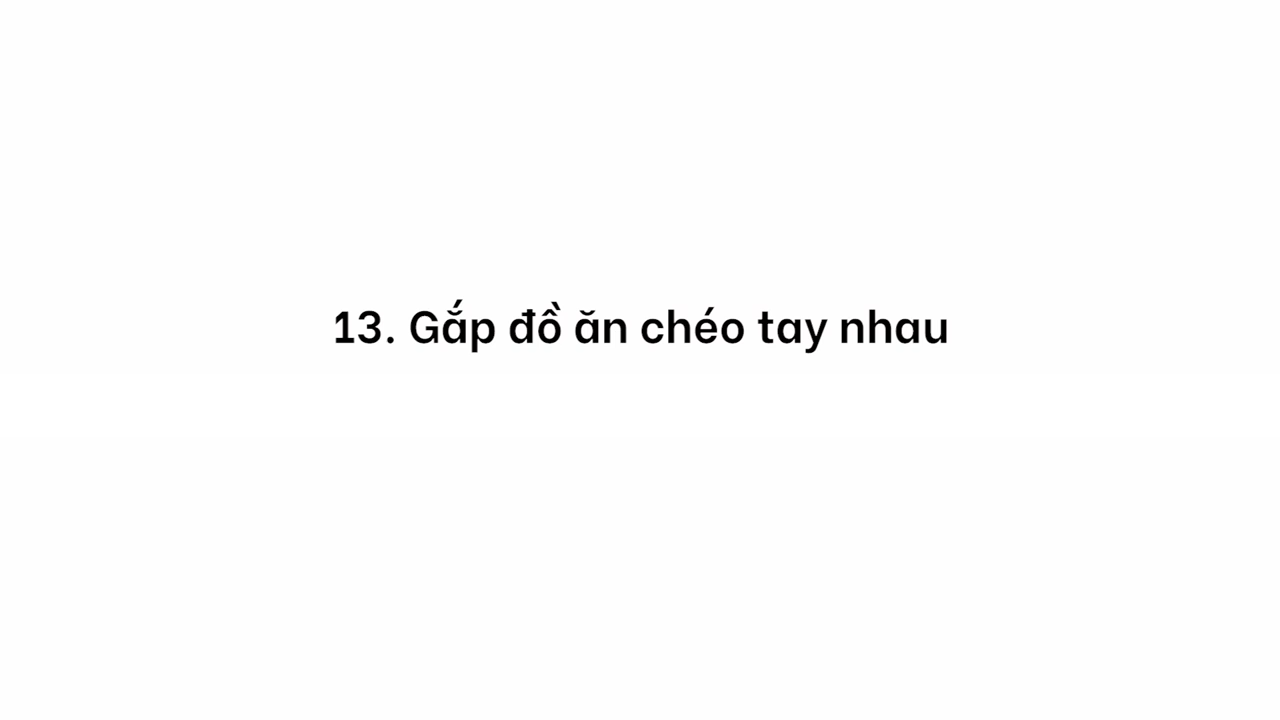 13. Gắp đồ ăn chéo tay nhau